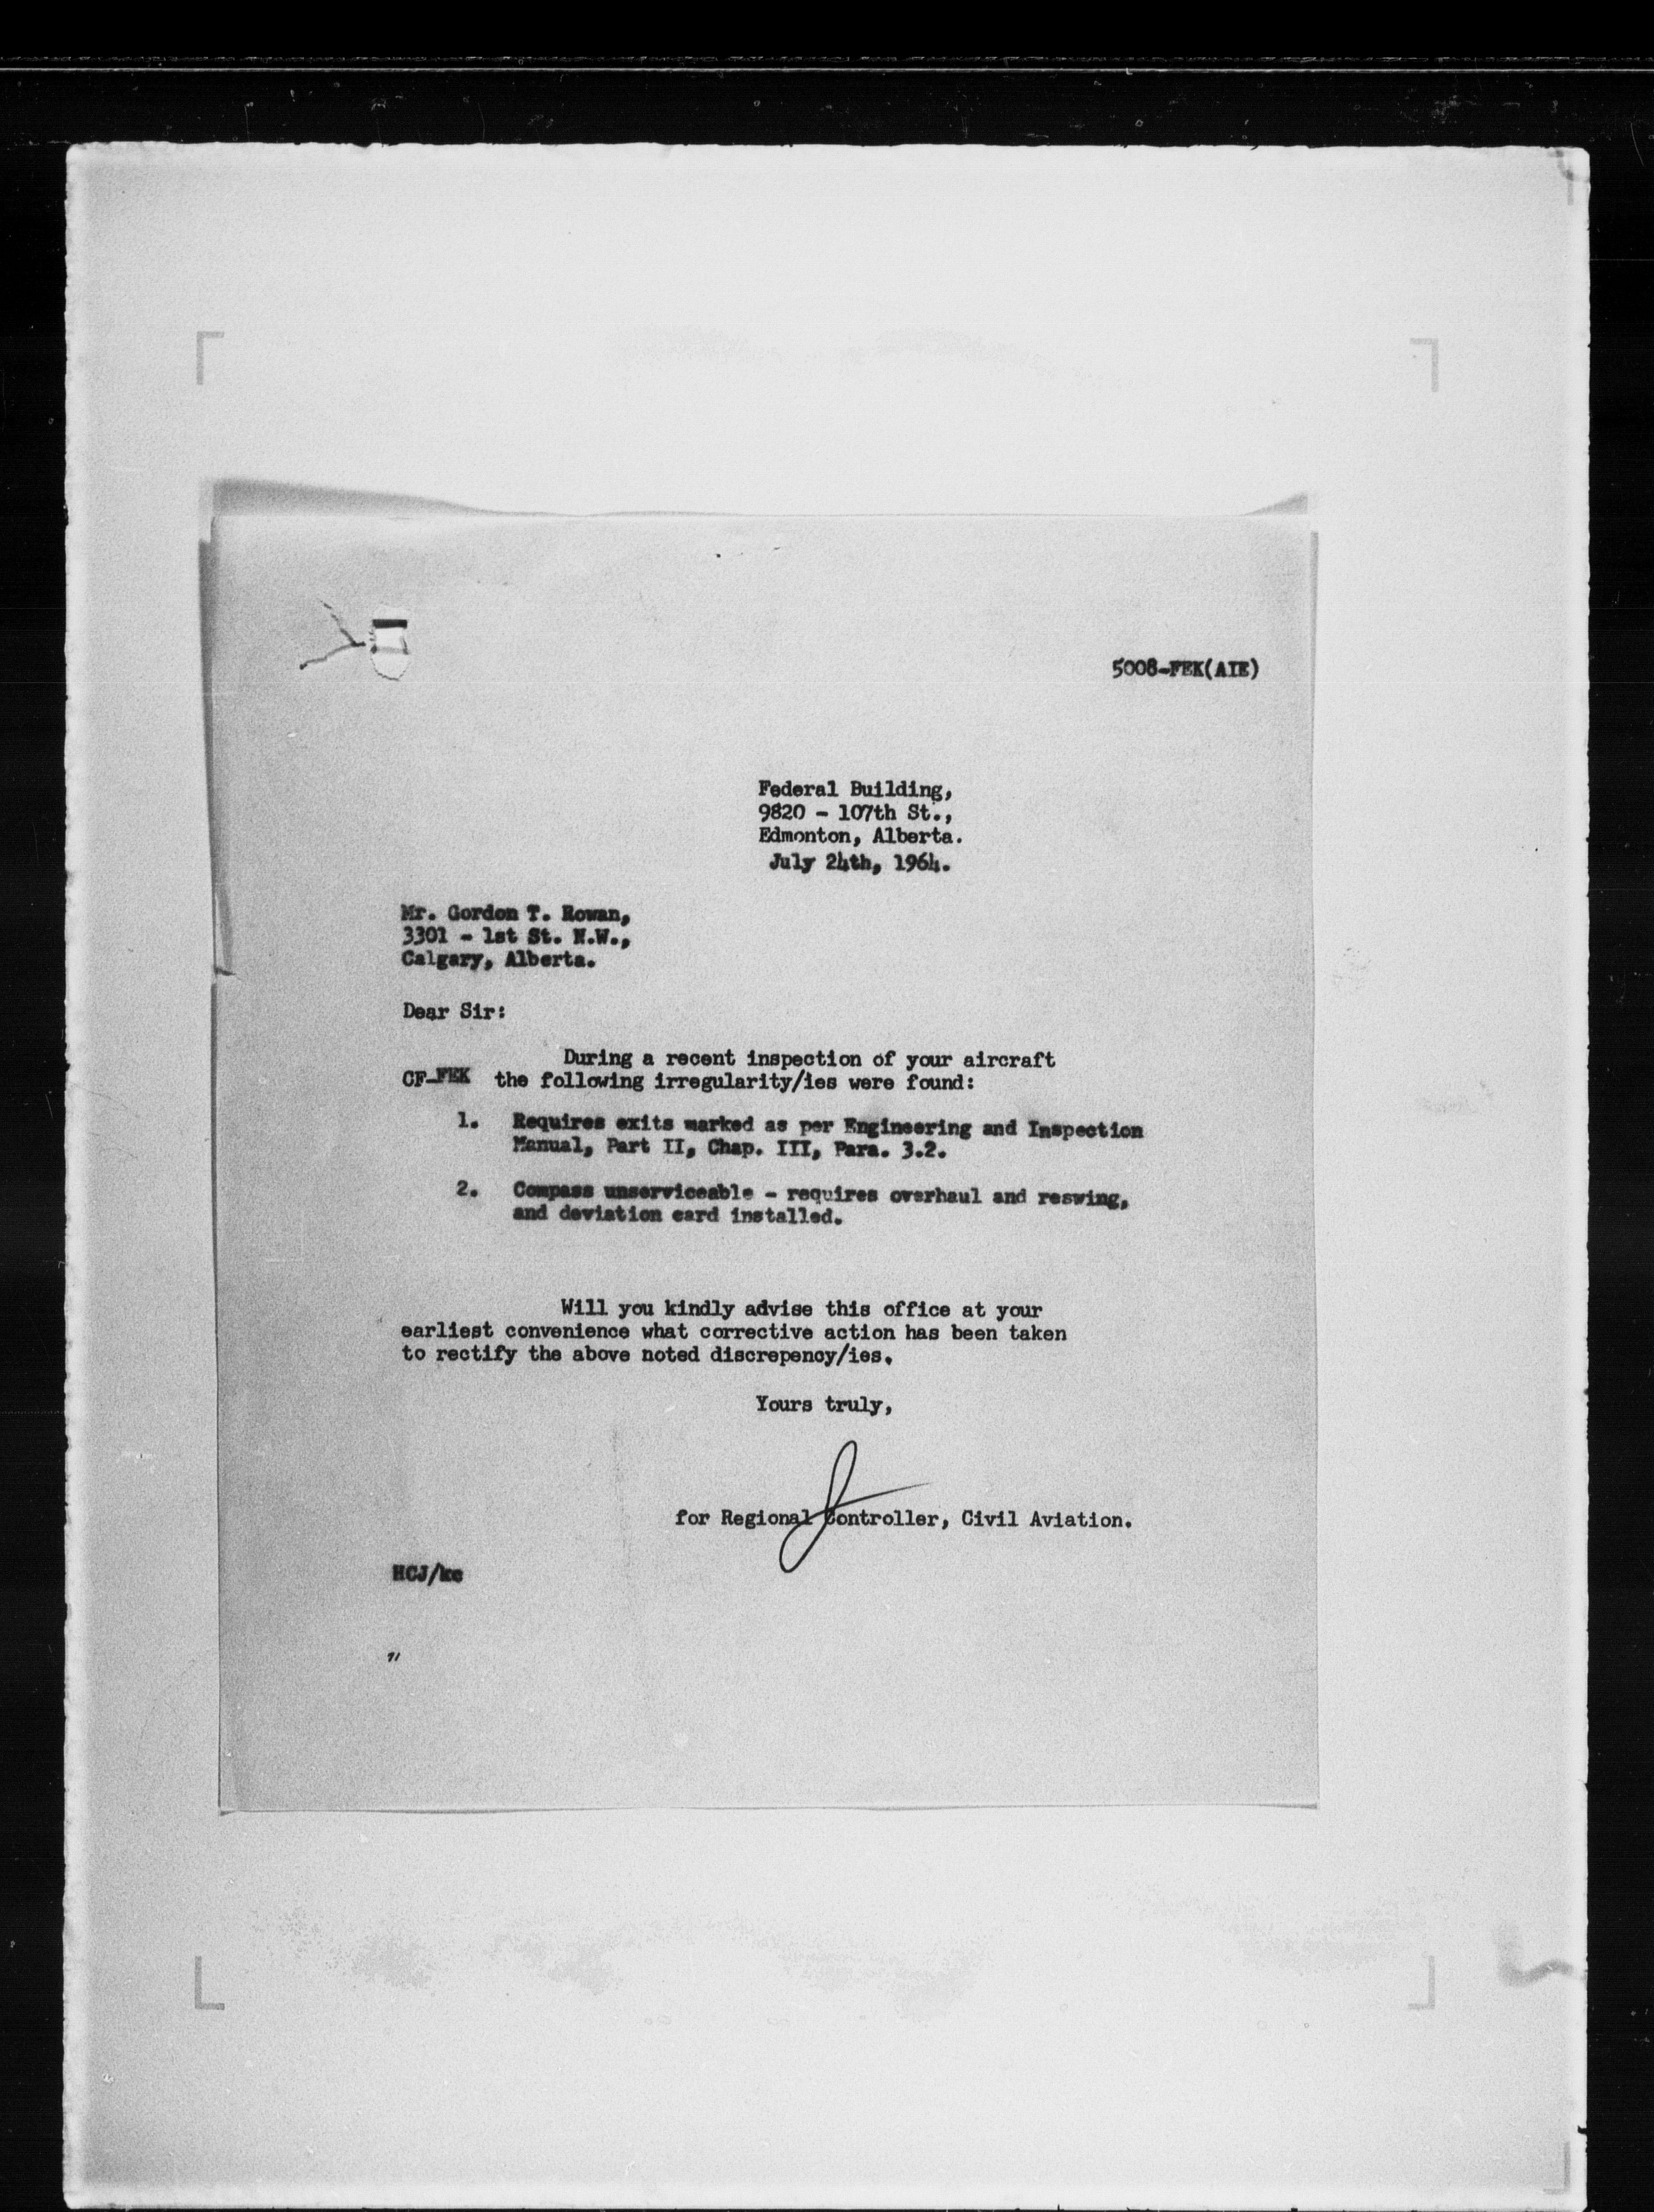 5008-FEK(AIE)
Federal Building,
9820 - 107th St.,
Edmonton, Alberta.
July 24th, 1964.
Mr. Gordon T. Rowan,
3301 - 1st St. N.W.,
Calgary, Alberta.
Dear Sir:
During a recent inspection of your aircraft
CF-FEK the following irregularity/ies were found:
1. Requires exits marked as per Engineering and Inspection
Manual, Part II, Chap. III, Para. 3.2.
2. Compass unserviceable - requires overhaul and reswing,
and deviation card installed.
Will you kindly advise this office at your
earliest convenience what corrective action has been taken
to rectify the above noted discrepency/ies.
Yours truly,
for Regional Controller, Civil Aviation.
HCJ/kc